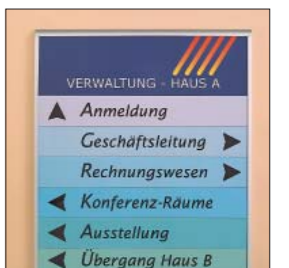 VERWALTUNG - HAUS A
Anmeldung
Geschäftsleitung
Rechnungswesen
Konferenz-Räume
Ausstellung
Übergang Haus B